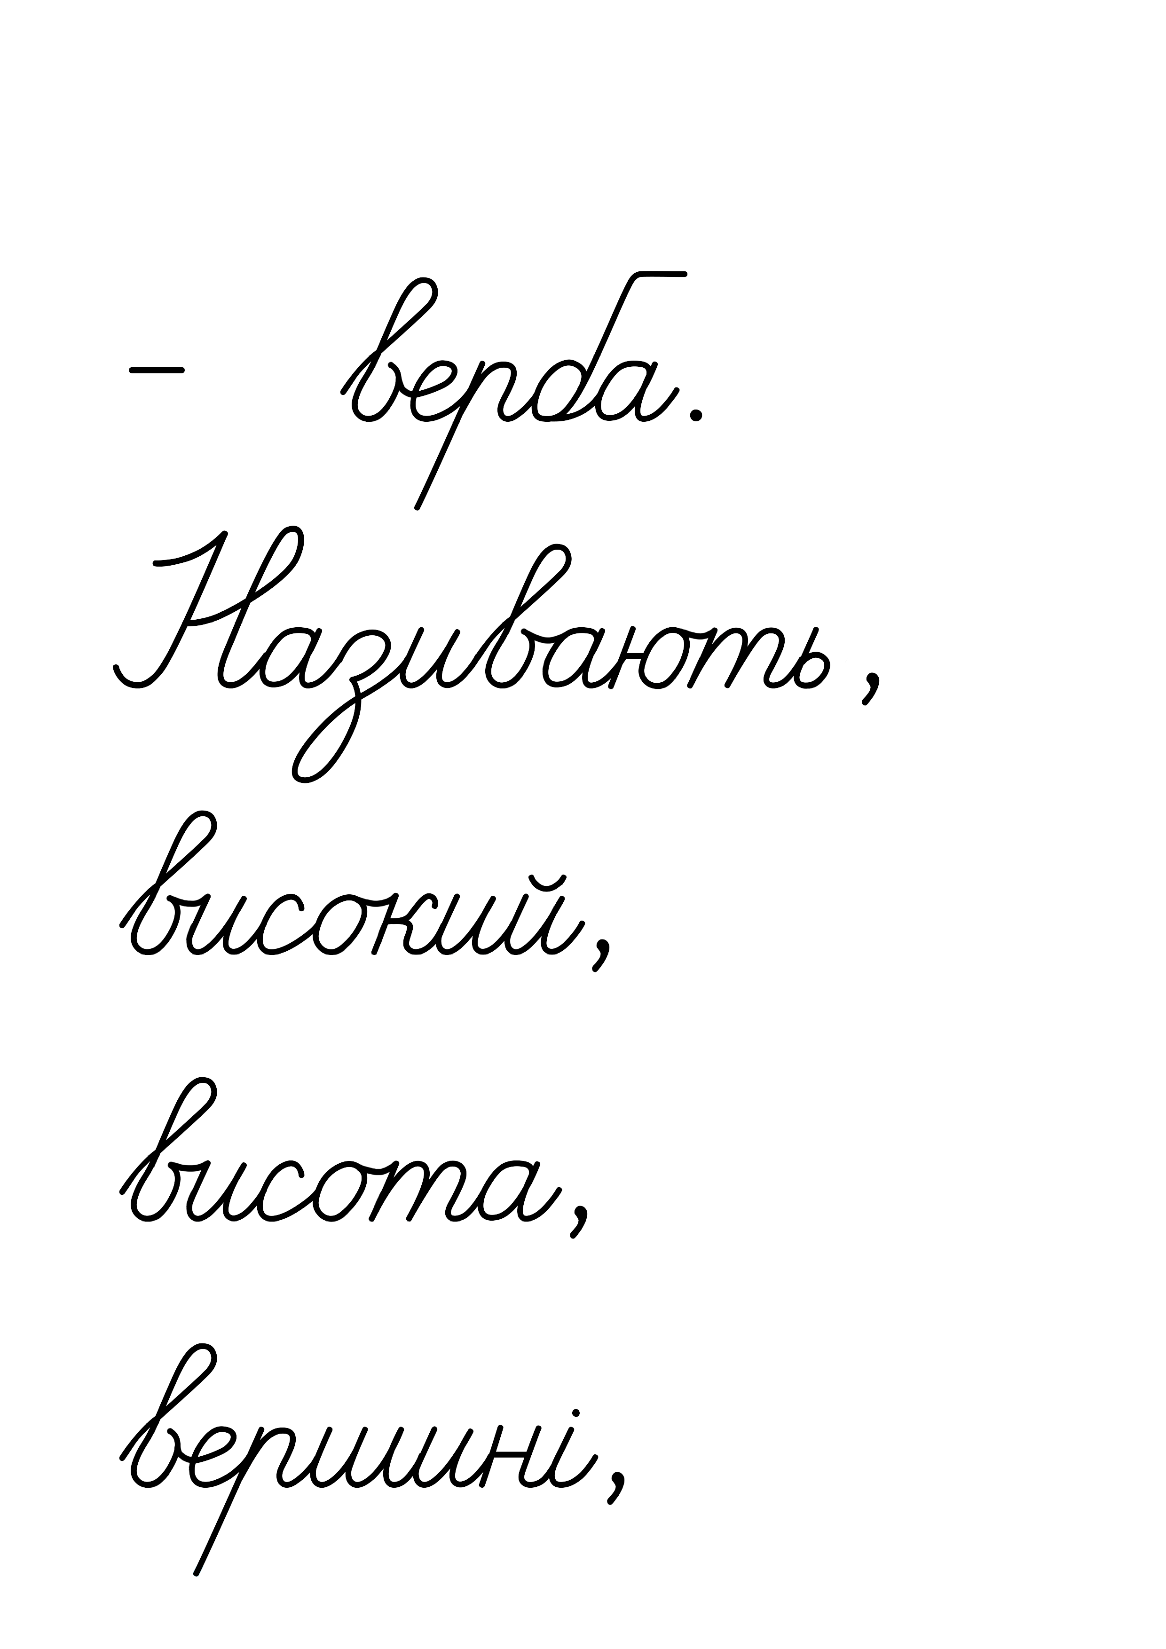 - верба.
Називають,
високий,
висота,
вершині,